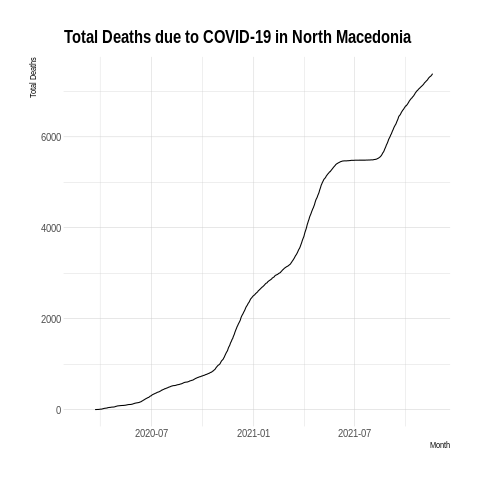 Total Deaths due to COVID-19 in North Macedonia
Total Deaths
6000
4000
2000
0
2020-07 2021-01 2021-07
Month